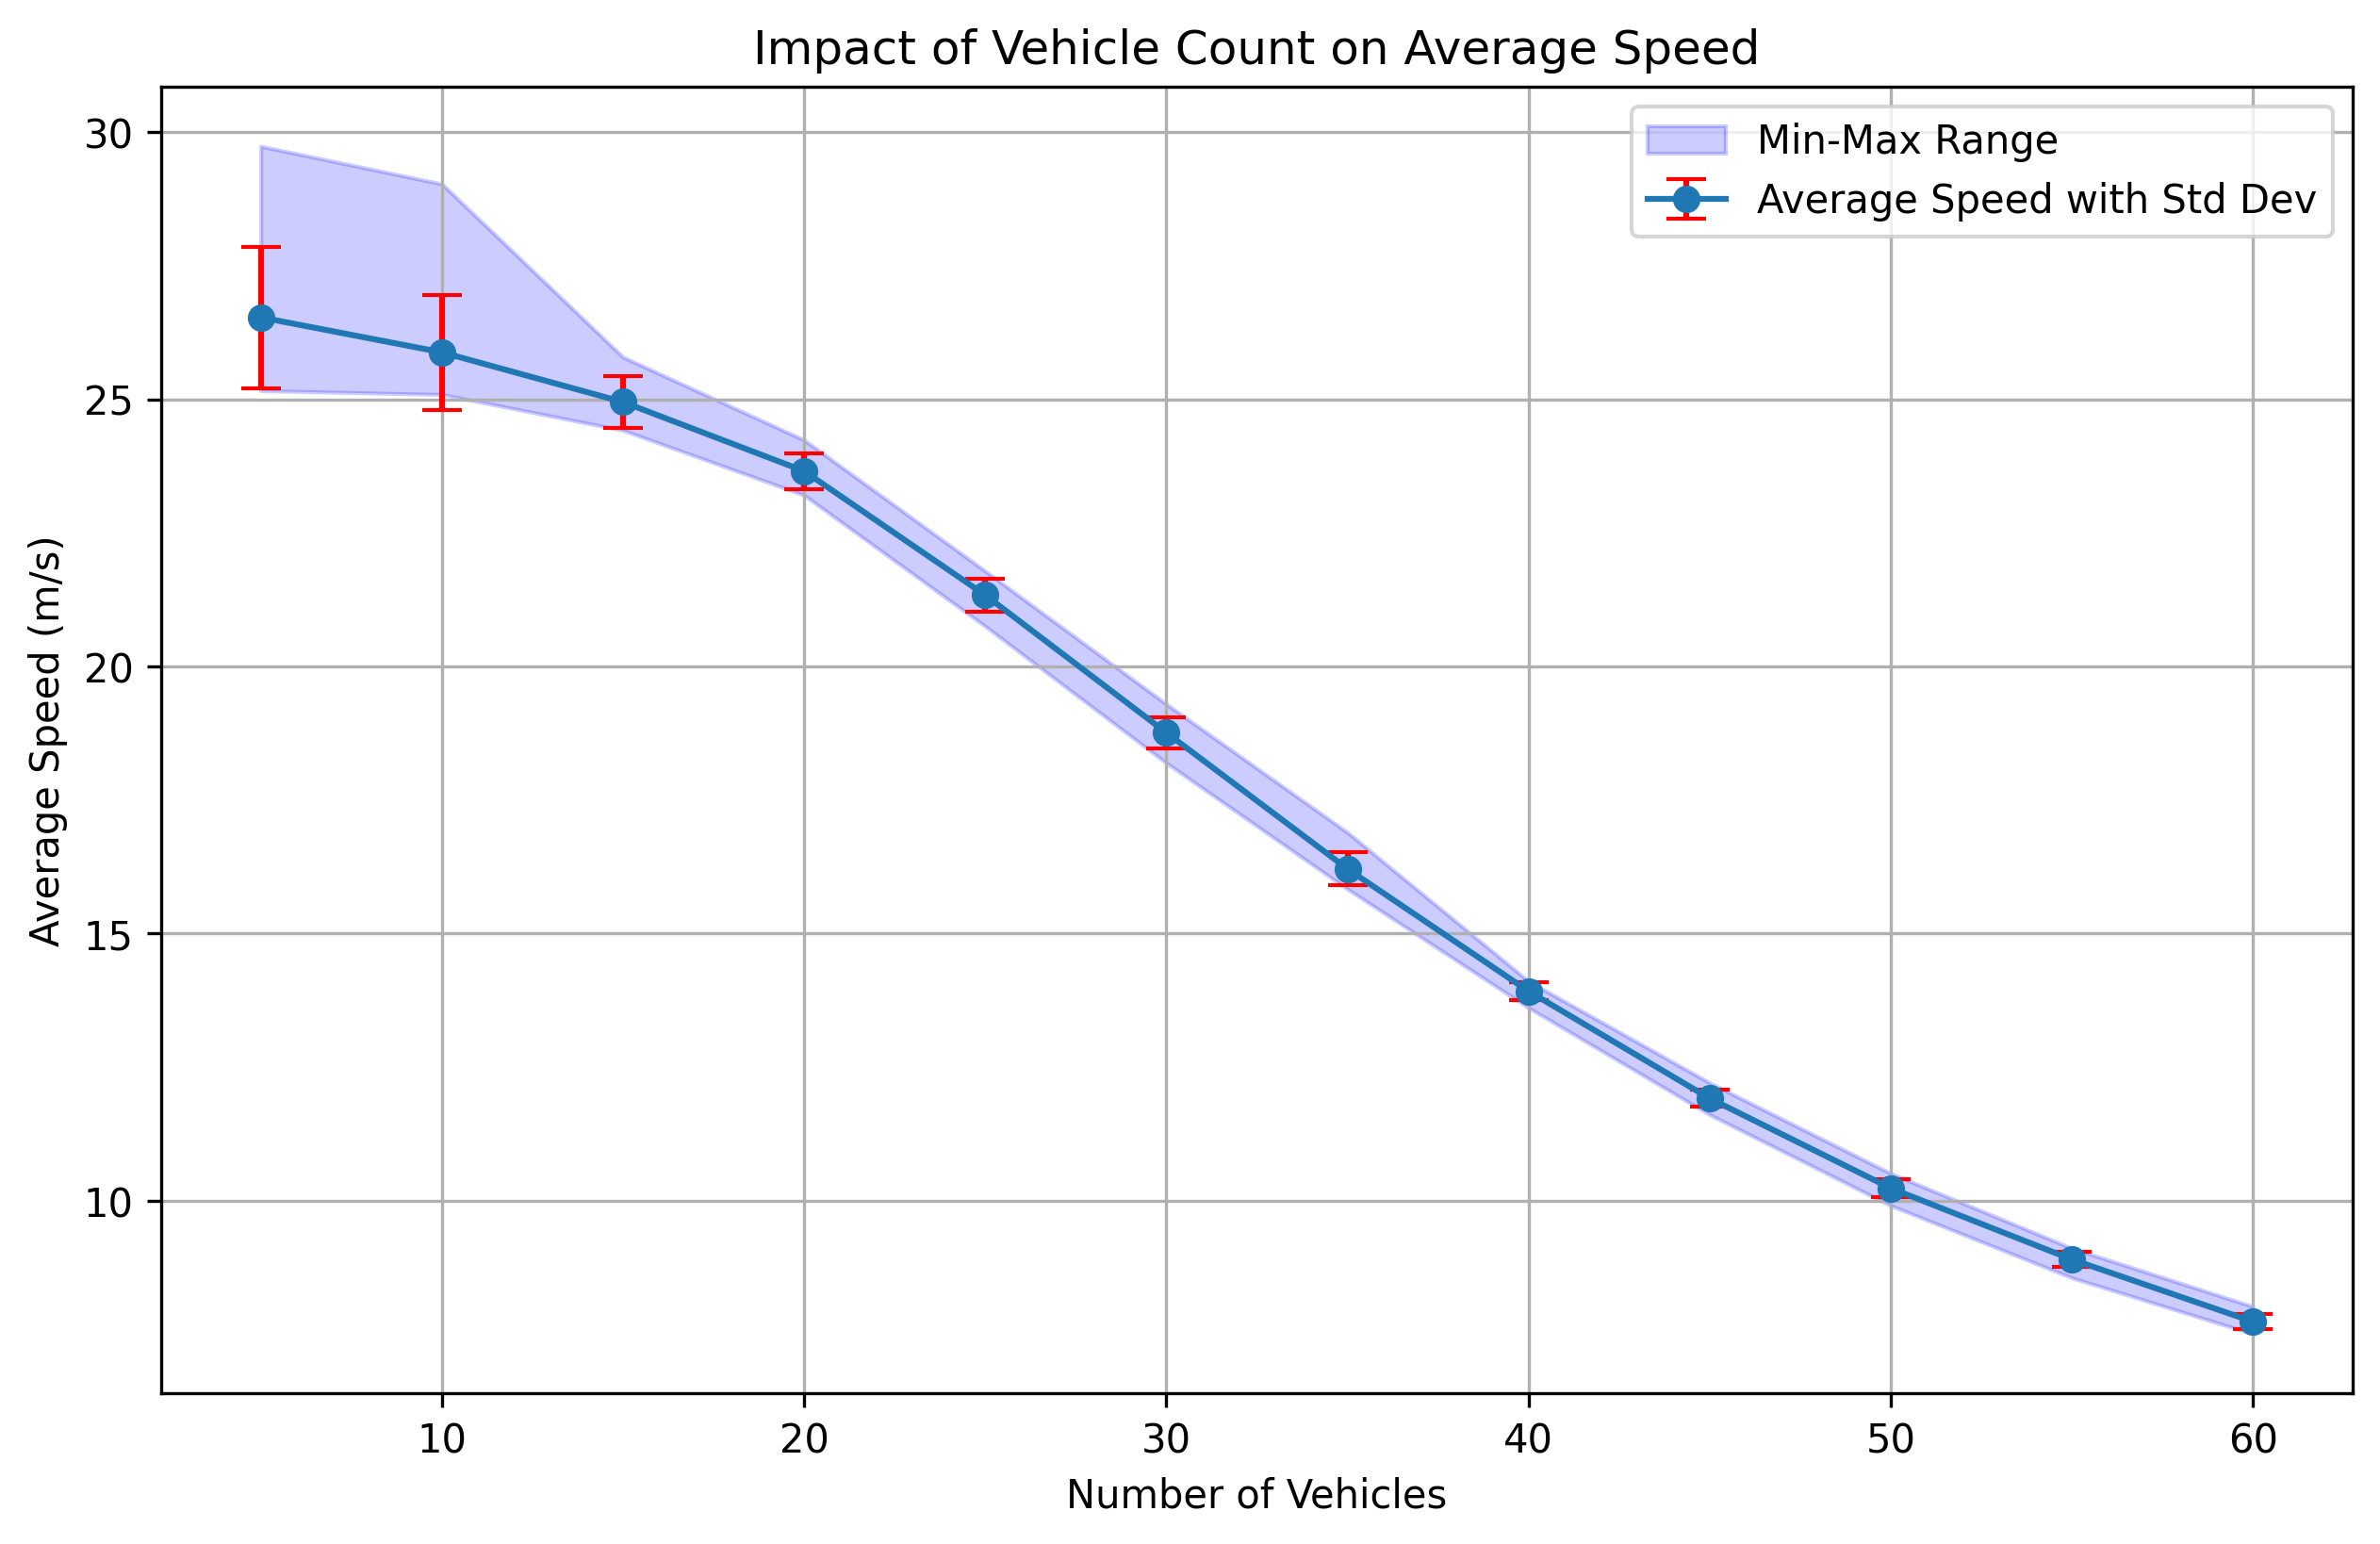 Impact of Vehicle Count on Average Speed
Min-Max Range
Average Speed with Std Dev
Average Speed (m/s)
30
25
20
15
10
10 20 30 40 50 60
Number of Vehicles